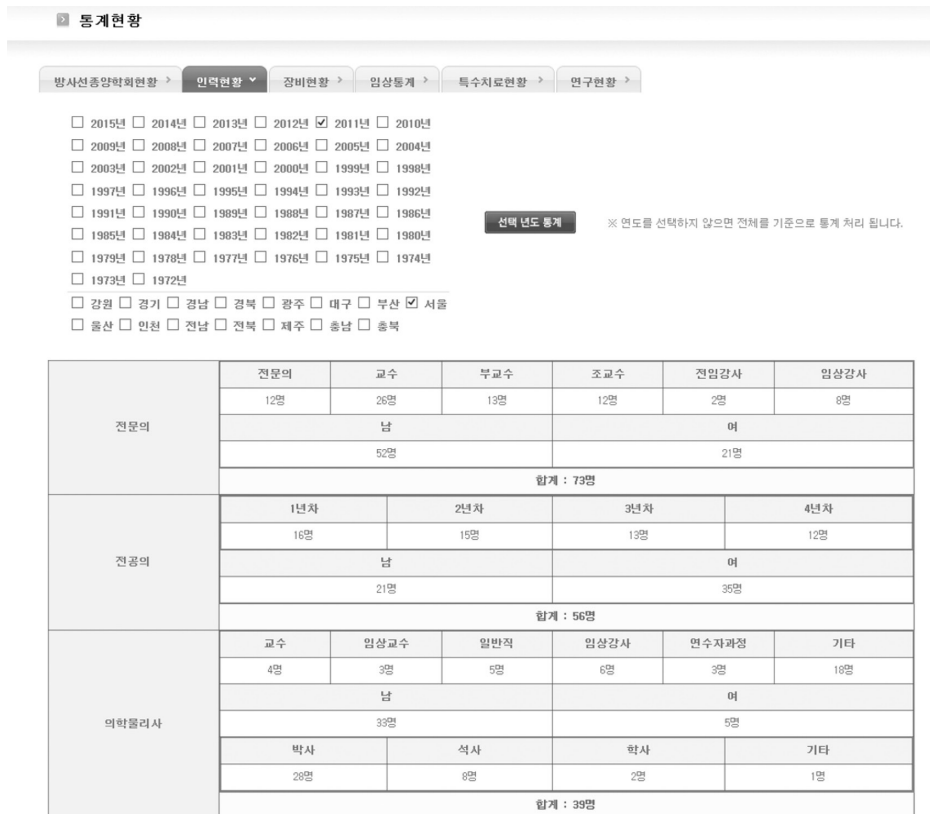 통계현황
방사선종양학회현황 인력현황 장비현황 임상통계 특수치료현황 연구현황
2015년 2014년 2013년 2012년 2011년 2010년
2009년 2008년 2007년 2006년 2005년 2004년
2003년 2002년 2001년 2000년 1999년 1998년
1997년 1996년 1995년 1994년 1993년 1992년
1991년 1990년 1989년 1988년 1987년 1986년
선택 년도 통계 ※ 연도를 선택하지 않으면 전체를 기준으로 통계 처리 됩니다.
1985년 1984년 1983년 1982년 1981년 1980년
1979년 1978년 1977년 1976년 1975년 1974년
1973년 1972년
강원 경기 경남 경북 광주 대구 부산 서울
울산 인천 전남 전북 제주 충남 충북
전문의 교수 부교수 조교수 전임강사 임상강사
12명 26명 13명 12명 2명 8명
전문의 남 여
52명 21명
합계 : 73명
1년차 2년차 3년차 4년차
16명 15명 13명 12명
전공의 남 여
21명 35명
합계 : 56명
교수 임상교수 일반직 임상강사 연수자과정 기타
4명 3명 5명 6명 3명 18명
남 여
의학물리사 33명 5명
박사 석사 학사 기타
28명 8명 2명 1명
합계 : 39명